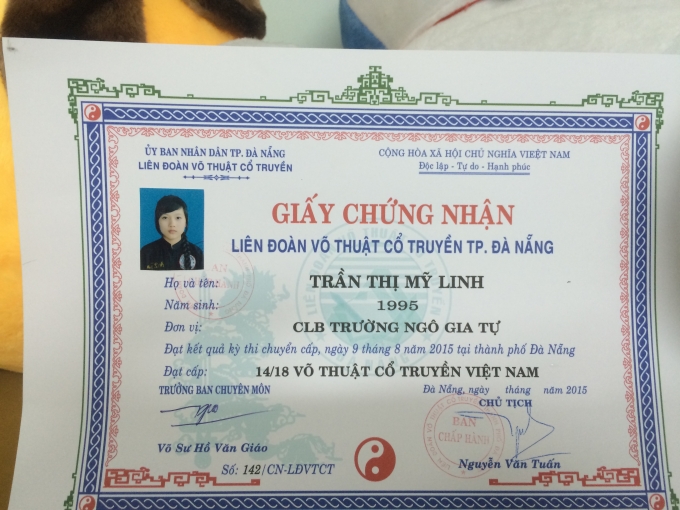 ỦY BAN NHÂN DÂN TP. ĐÀ NẴNG
LIÊN ĐOÀN VÕ THUẬT CỔ TRUYỀN
CỘNG HÒA XÃ HỘI CHỦ NGHĨA VIỆT NAM
Độc lập - Tự do - Hạnh phúc
GIẤY CHỨNG NHẬN
LIÊN ĐOÀN VÕ THUẬT CỔ TRUYỀN TP. ĐÀ NẴNG
Họ và tên: TRẦN THỊ MỸ LINH
Năm sinh: 1995
Đơn vị: CLB TRƯỜNG NGÔ GIA TỰ
Đạt kết quả kỳ thi chuyển cấp, ngày 9 tháng 8 năm 2015 tại thành phố Đà Nẵng
Đạt cấp: 14/18 VÕ THUẬT CỔ TRUYỀN VIỆT NAM
TRƯỞNG BAN CHUYÊN MÔN
Đà Nẵng, ngày tháng năm 2015
CHỦ TỊCH
BAN
CHẤP HÀNH
Võ Sư Hồ Văn Giáo
Nguyễn Văn Tuấn
Số: 142/CN-LĐVTCT